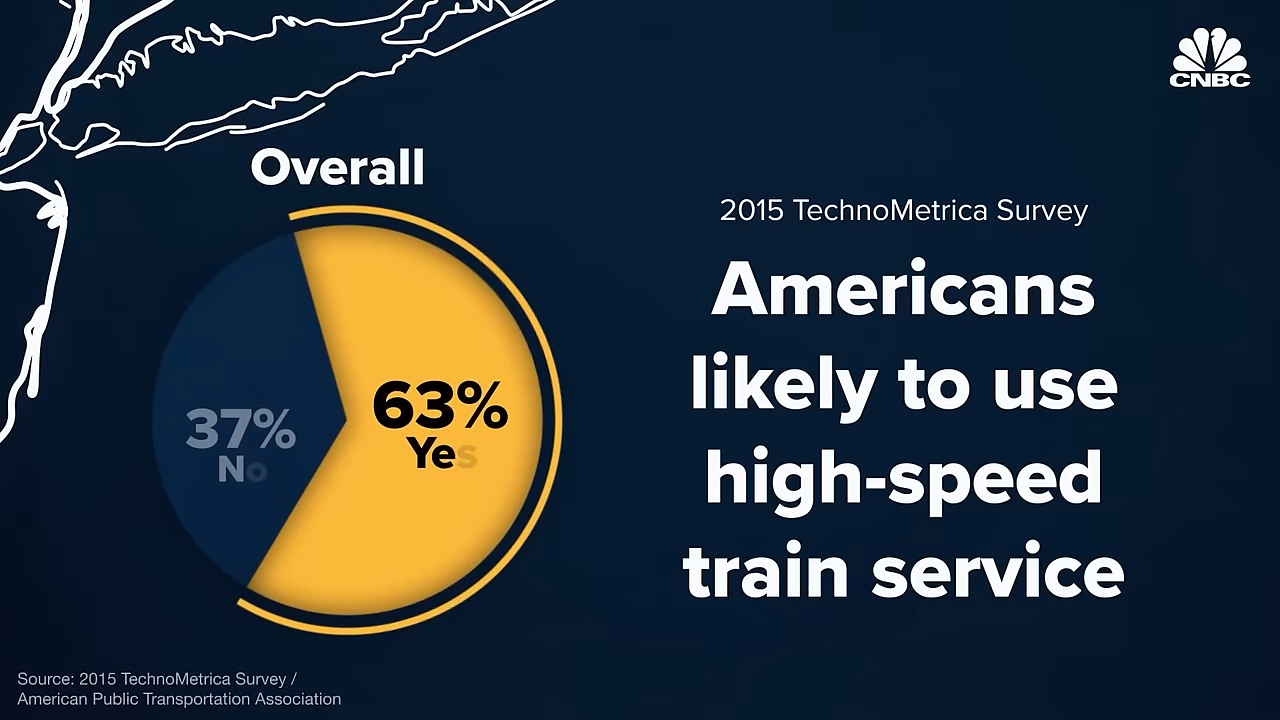 CNBC
Overall
63%
Yes
37%
No
2015 TechnoMetrica Survey
Americans
likely to use
high-speed
train service
Source: 2015 TechnoMetrica Survey /
American Public Transportation Association